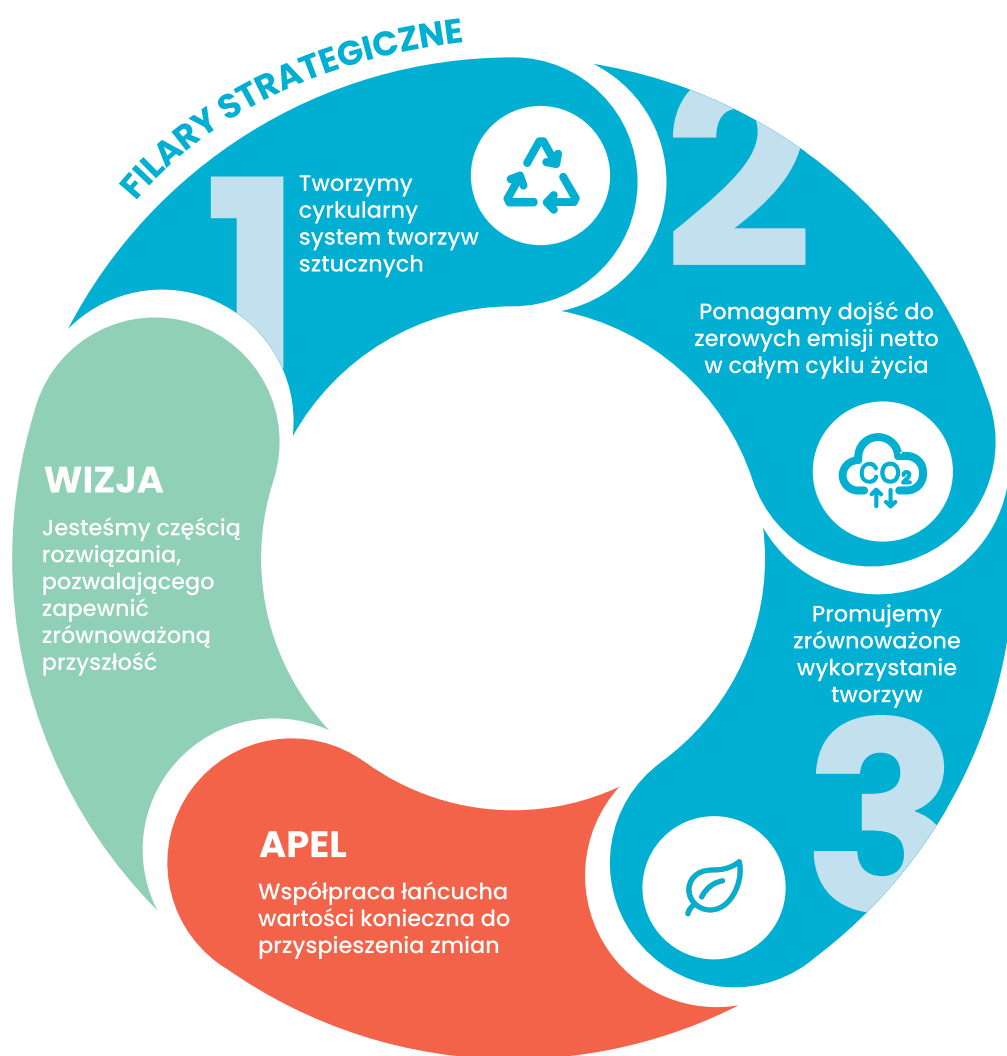 FILARY STRATEGICZNE
1
Tworzymy
cyrkularny
system tworzyw
sztucznych
2
Pomagamy dojść do
zerowych emisji netto
w całym cyklu życia
CO₂
Promujemy
zrównoważone
wykorzystanie
tworzyw
3
WIZJA
Jesteśmy częścią
rozwiązania,
pozwalającego
zapewnić
zrównoważoną
przyszłość
APEL
Współpraca łańcucha
wartości konieczna do
przyspieszenia zmian